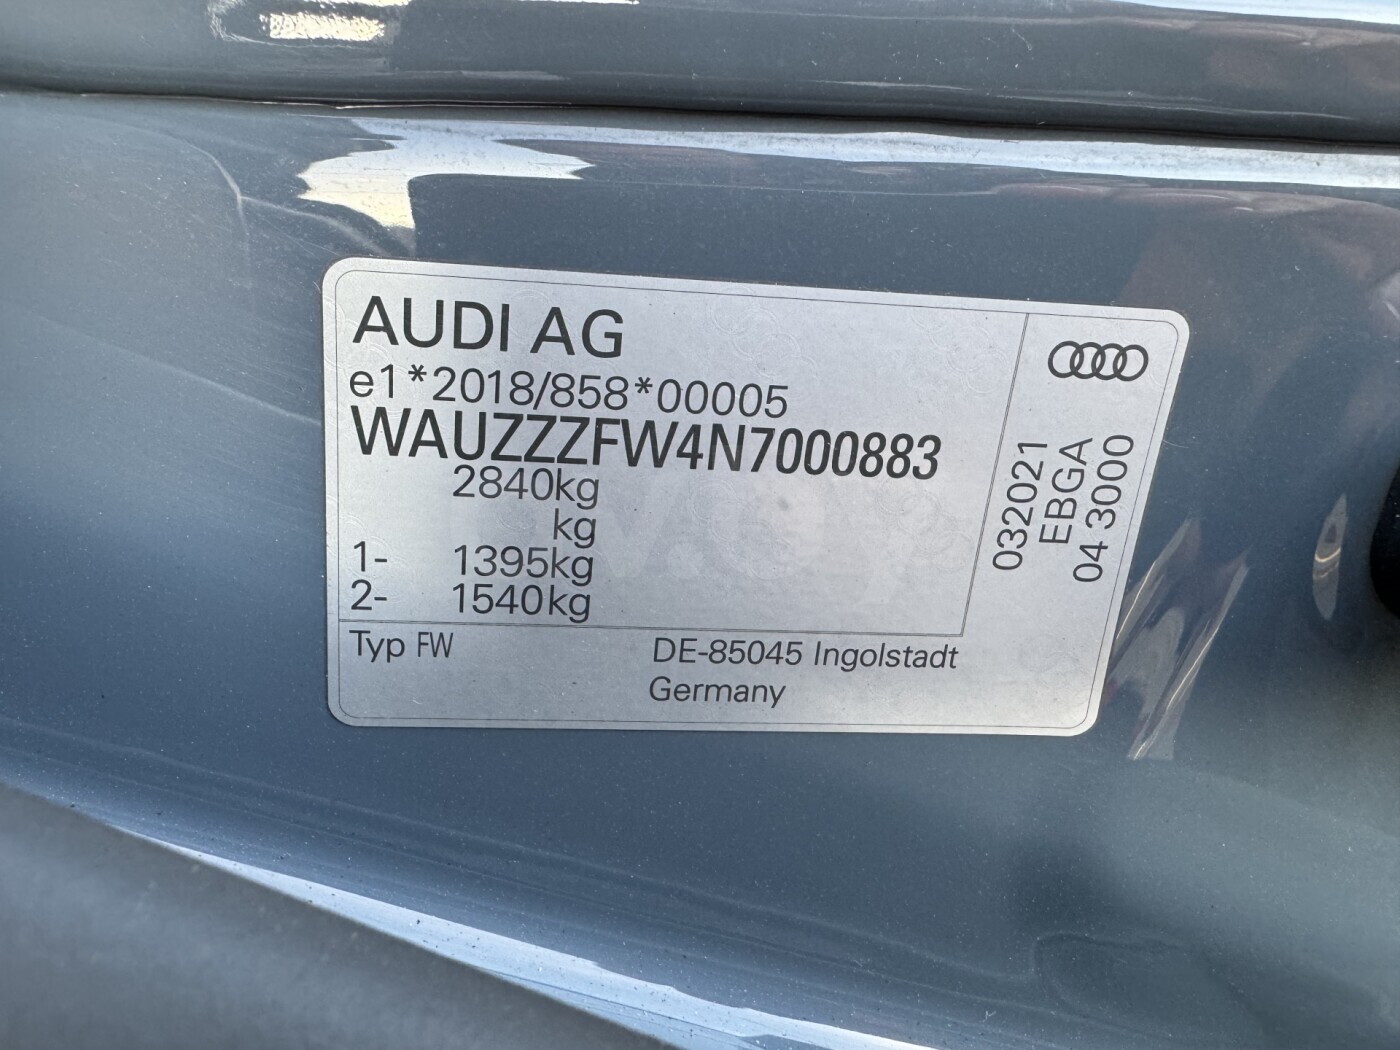 AUDI AG
e1*2018/858*00005
WAUZZZFW4N7000883
2840kg
kg
1- 1395kg
2- 1540kg
Typ FW
DE-85045 Ingolstadt
Germany
032021
EBGA
04 3000